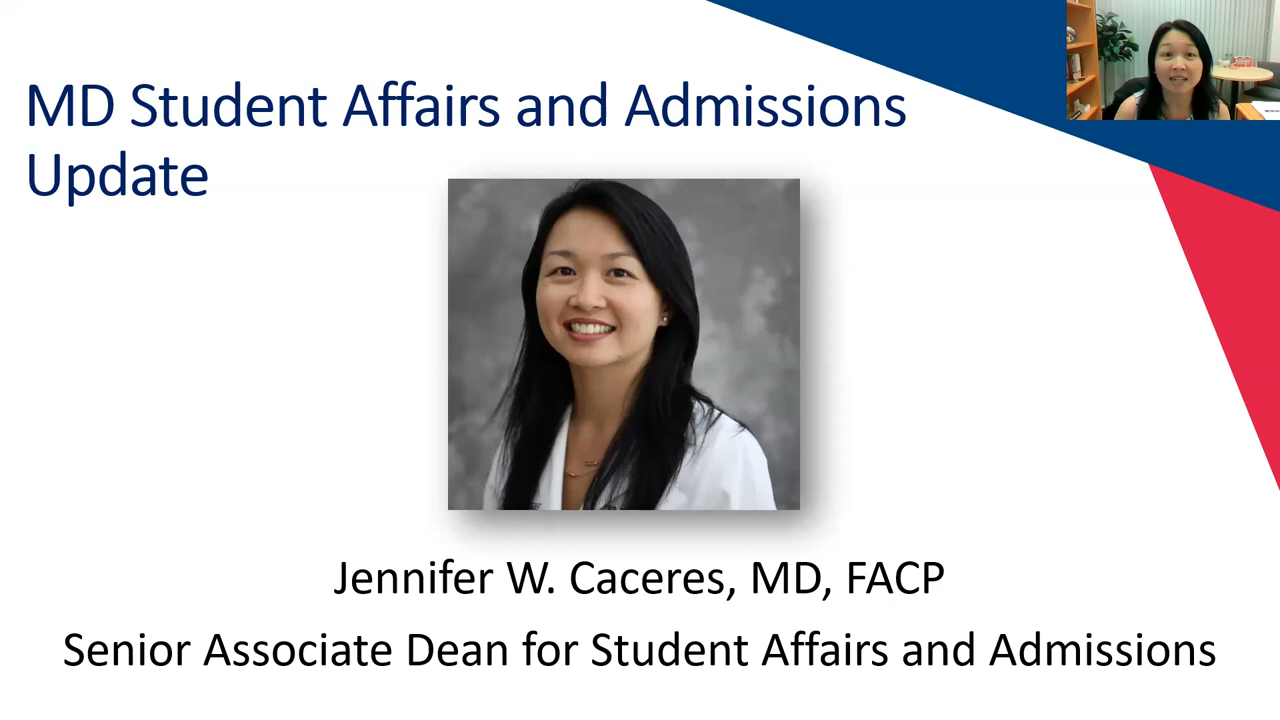 MD Student Affairs and Admissions
Update
Jennifer W. Caceres, MD, FACP
Senior Associate Dean for Student Affairs and Admissions